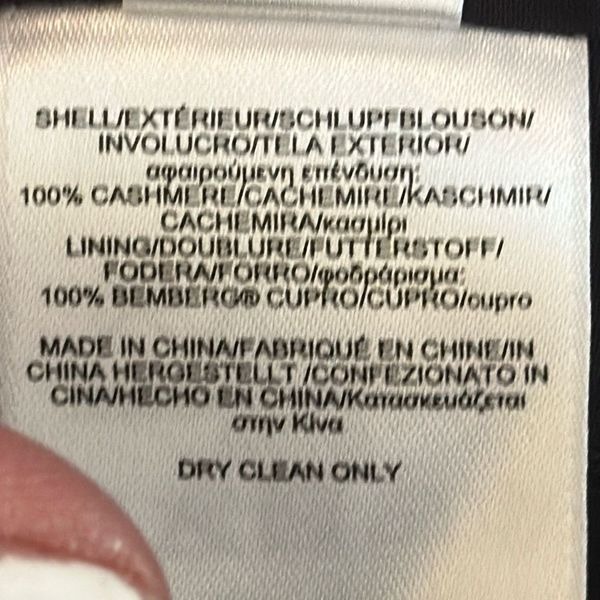 SHELL/EXTÉRIEUR/SCHLUPFBLOUSON/
INVOLUCRO/TELA EXTERIOR/
αφαιρούμενη επένδυση:
100% CASHMERE/CACHEMIRE/KASCHMIR/
CACHEMIRA/κασμίρι
LINING/DOUBLURE/FUTTERSTOFF/
FODERA/FORRO/φοδράρισμα:
100% BEMBERG® CUPRO/CUPRO/cupro
MADE IN CHINA/FABRIQUÉ EN CHINE/IN
CHINA HERGESTELLT /CONFEZIONATO IN
CINA/HECHO EN CHINA/Κατασκευάζεται
στην Κίνα
DRY CLEAN ONLY